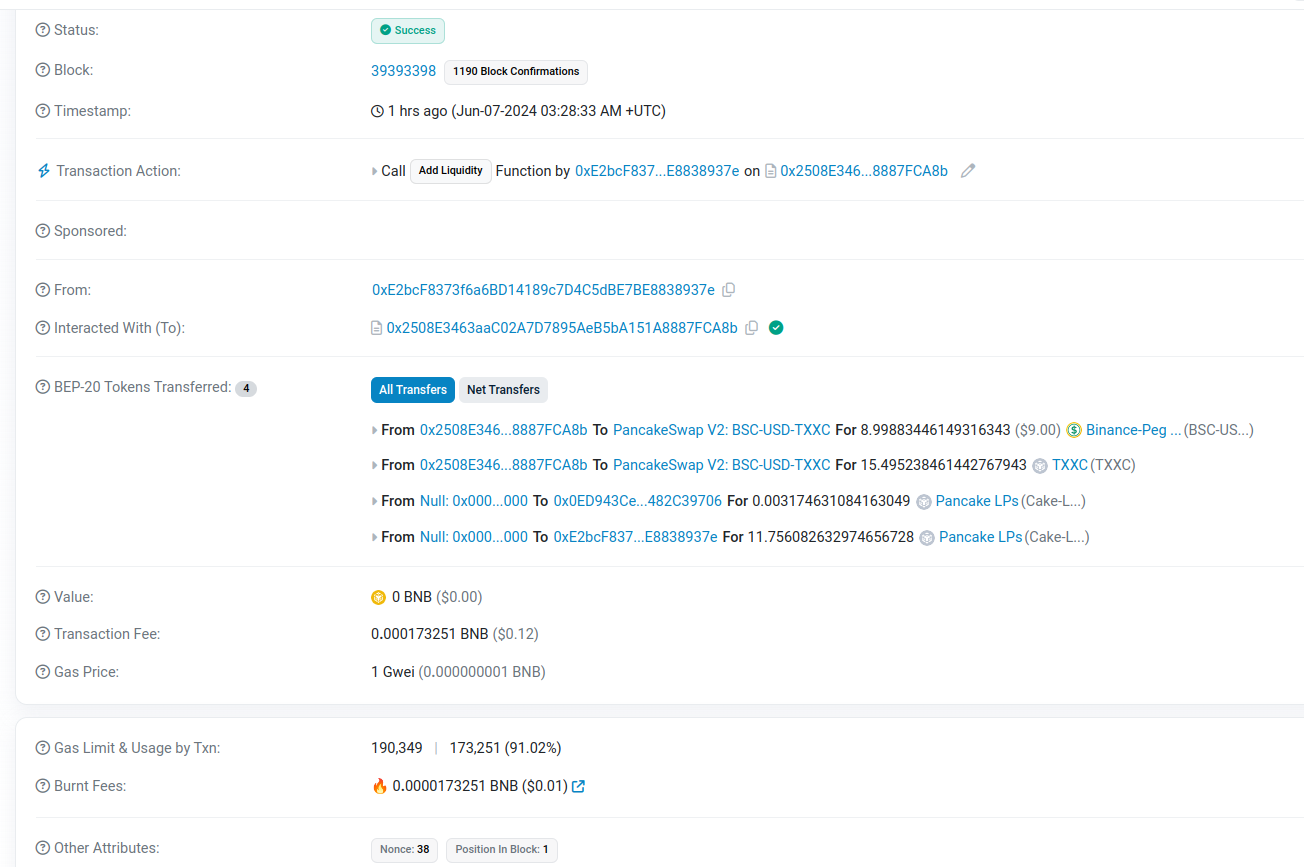 Status: Success
Block: 39393398 1190 Block Confirmations
Timestamp: 1 hrs ago (Jun-07-2024 03:28:33 AM +UTC)
Transaction Action: Call Add Liquidity Function by 0xE2bcF837...E8838937e on 0x2508E346...8887FCA8b
Sponsored:
From: 0xE2bcF8373f6a6BD14189c7D4C5dBE7BE8838937e
Interacted With (To): 0x2508E3463aaC02A7D7895AeB5bA151A8887FCA8b
BEP-20 Tokens Transferred: 4 All Transfers Net Transfers
From 0x2508E346...8887FCA8b To PancakeSwap V2: BSC-USD-TXXC For 8.99883446149316343 ($9.00) Binance-Peg ... (BSC-US...)
From 0x2508E346...8887FCA8b To PancakeSwap V2: BSC-USD-TXXC For 15.495238461442767943 TXXC (TXXC)
From Null: 0x000...000 To 0x0ED943Ce...482C39706 For 0.003174631084163049 Pancake LPs (Cake-L...)
From Null: 0x000...000 To 0xE2bcF837...E8838937e For 11.756082632974656728 Pancake LPs (Cake-L...)
Value: 0 BNB ($0.00)
Transaction Fee: 0.000173251 BNB ($0.12)
Gas Price: 1 Gwei (0.000000001 BNB)
Gas Limit & Usage by Txn: 190,349 | 173,251 (91.02%)
Burnt Fees: 0.0000173251 BNB ($0.01)
Other Attributes: Nonce: 38 Position In Block: 1